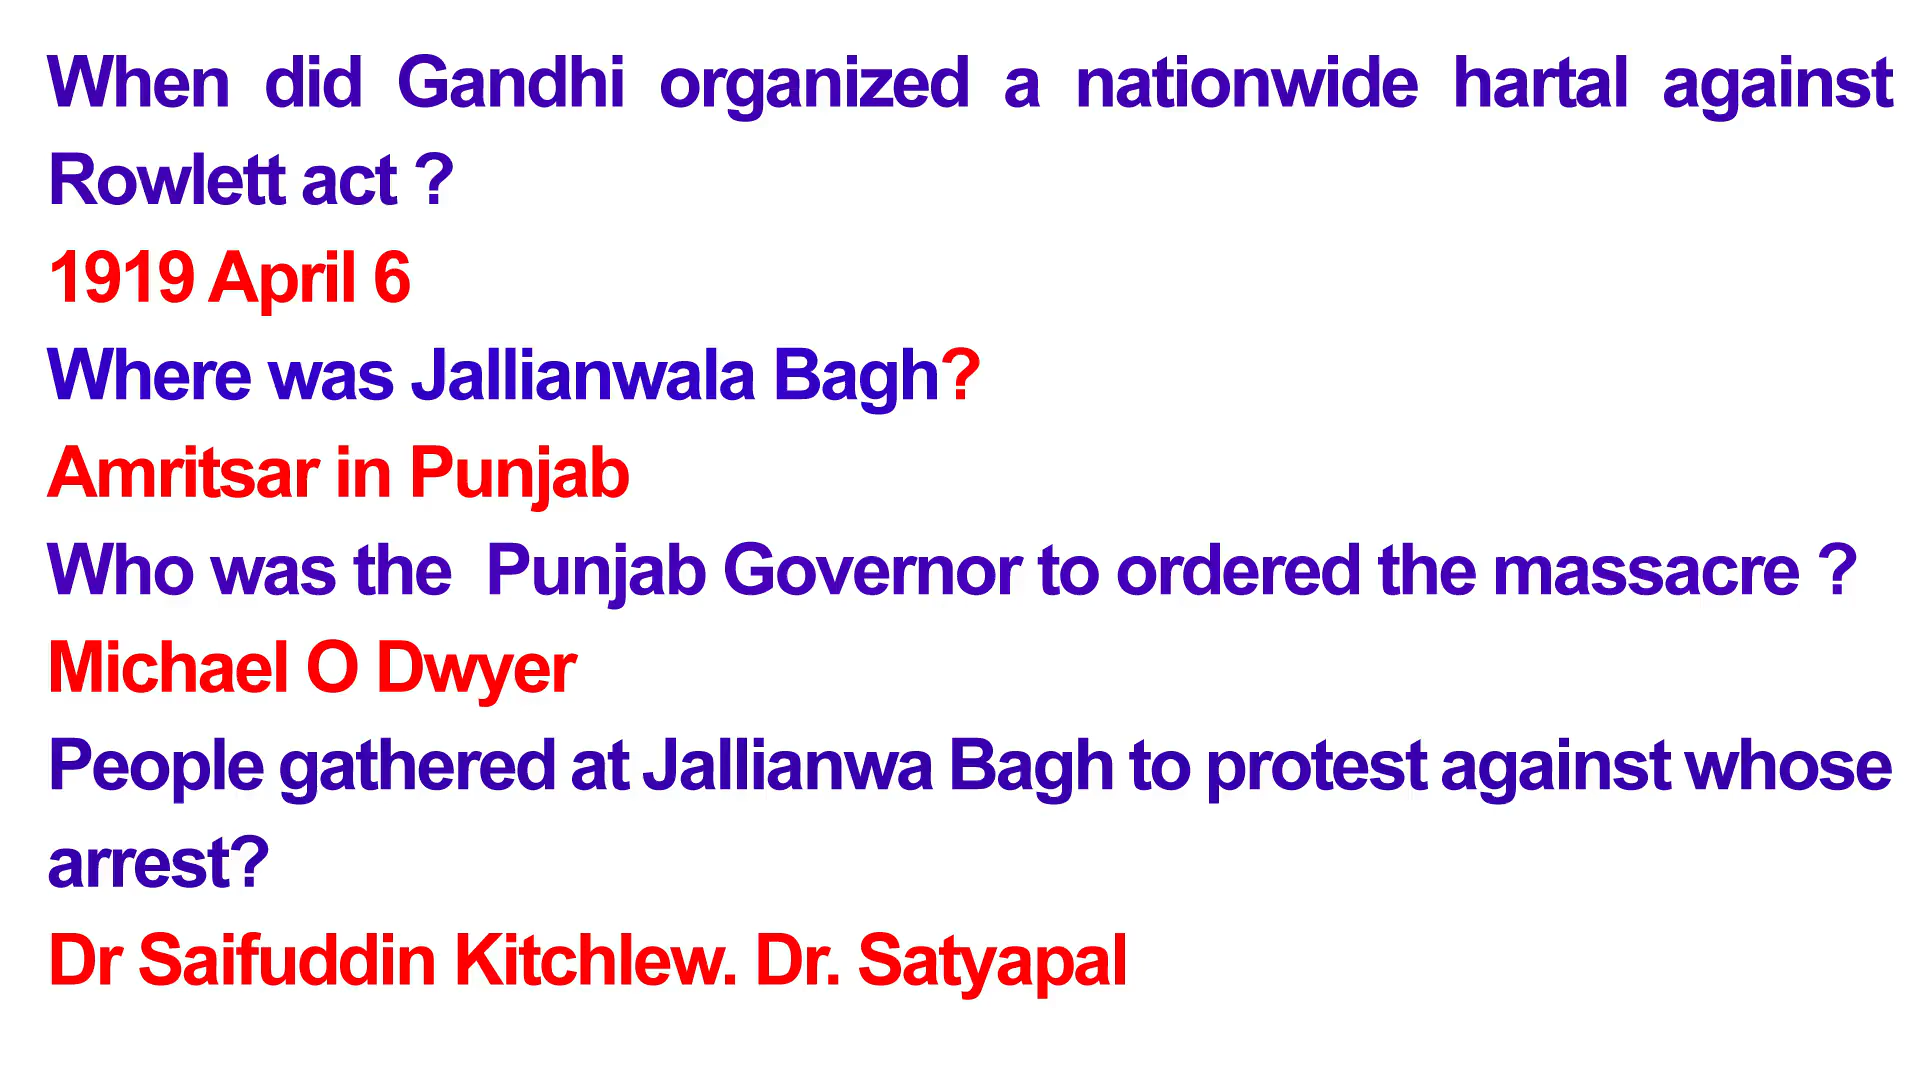 When did Gandhi organized a nationwide hartal against
Rowlett act ?
1919 April 6
Where was Jallianwala Bagh?
Amritsar in Punjab
Who was the  Punjab Governor to ordered the massacre ?
Michael O Dwyer
People gathered at Jallianwa Bagh to protest against whose
arrest?
Dr Saifuddin Kitchlew. Dr. Satyapal